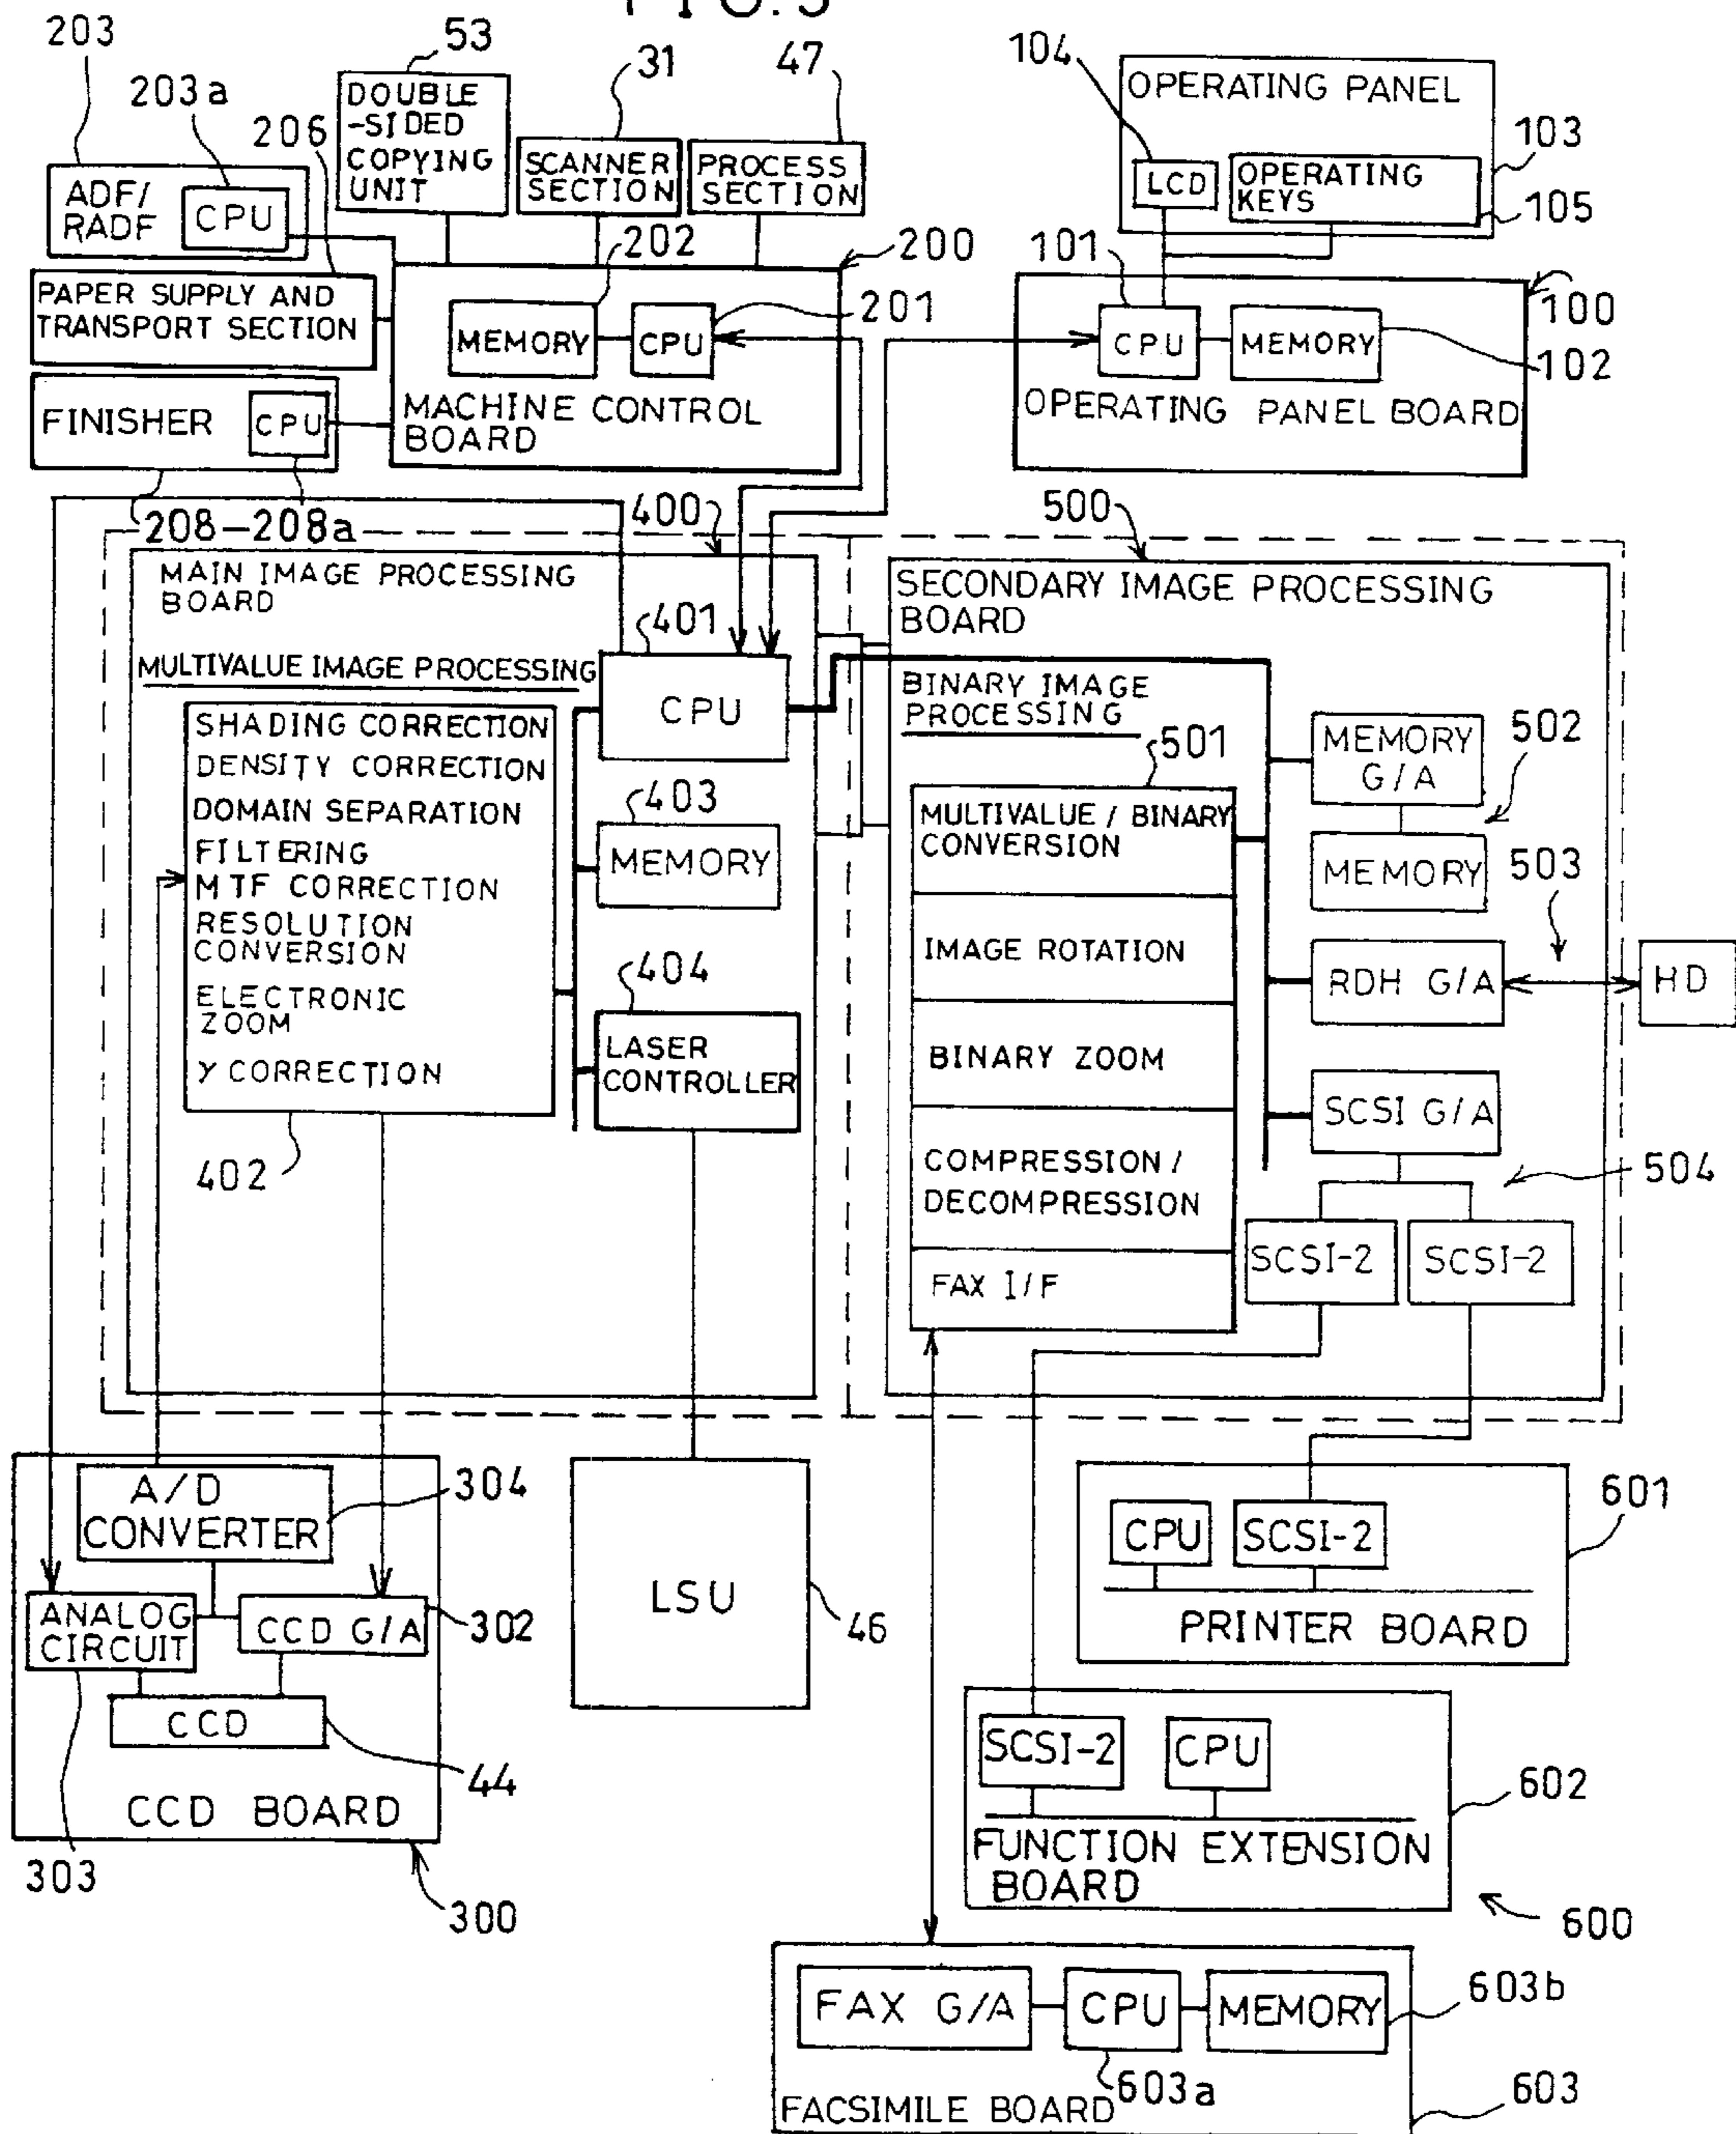 FIG.3
203
53
31
47
203a
206
DOUBLE
-SIDED
COPYING
UNIT
SCANNER
SECTION
PROCESS
SECTION
ADF/
RADF
CPU
202
200
PAPER SUPPLY AND
TRANSPORT SECTION
MEMORY
CPU
201
FINISHER
CPU
MACHINE CONTROL
BOARD
208-208a
104
OPERATING PANEL
103
LCD
OPERATING
KEYS
105
101
100
CPU
MEMORY
102
OPERATING PANEL BOARD
400
MAIN IMAGE PROCESSING
BOARD
401
MULTIVALUE IMAGE PROCESSING
CPU
SHADING CORRECTION
DENSITY CORRECTION
DOMAIN SEPARATION
FILTERING
MTF CORRECTION
RESOLUTION
CONVERSION
ELECTRONIC
ZOOM
γ CORRECTION
402
403
MEMORY
404
LASER
CONTROLLER
500
SECONDARY IMAGE PROCESSING
BOARD
BINARY IMAGE
PROCESSING
501
MULTIVALUE / BINARY
CONVERSION
IMAGE ROTATION
BINARY ZOOM
COMPRESSION /
DECOMPRESSION
FAX I/F
MEMORY
G/A
502
MEMORY
503
RDH G/A
HD
SCSI G/A
504
SCSI-2
SCSI-2
A/D
CONVERTER
304
ANALOG
CIRCUIT
CCD G/A
302
CCD
44
CCD BOARD
303
300
LSU
46
601
CPU
SCSI-2
PRINTER BOARD
SCSI-2
CPU
602
FUNCTION EXTENSION
BOARD
600
FAX G/A
CPU
MEMORY
603b
603a
FACSIMILE BOARD
603